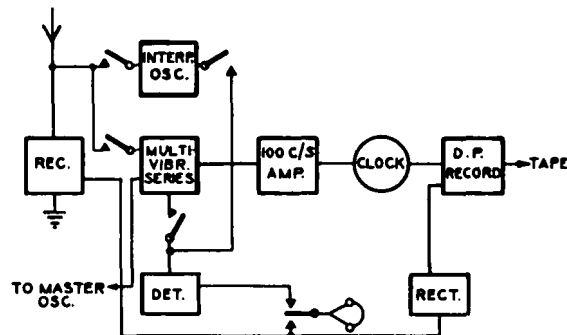 INTERP.
OSC.
REC.
MULTI-
VIBR.
SERIES
100 C/S
AMP.
CLOCK
D.P.
RECORD
TAPE
TO MASTER
OSC.
DET.
RECT.